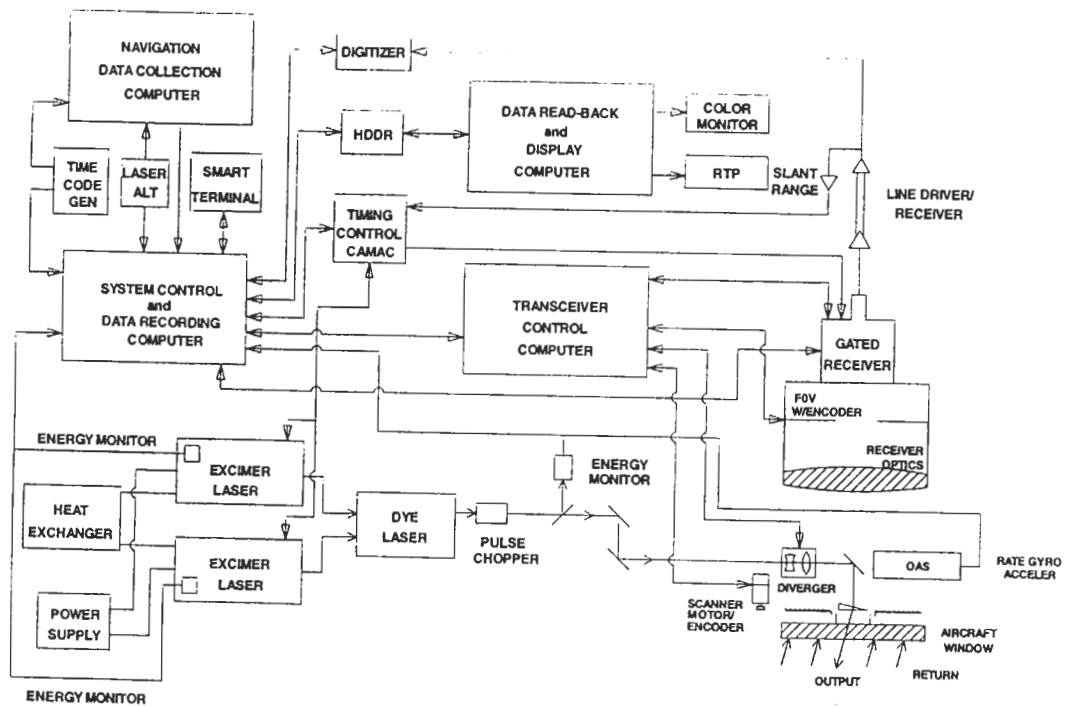 NAVIGATION
DATA COLLECTION
COMPUTER
DIGITIZER
HDDR
DATA READ-BACK
and
DISPLAY
COMPUTER
COLOR
MONITOR
RTP
SLANT
RANGE
LINE DRIVER/
RECEIVER
TIME
CODE
GEN
LASER
ALT
SMART
TERMINAL
TIMING
CONTROL
CAMAC
SYSTEM CONTROL
and
DATA RECORDING
COMPUTER
TRANSCEIVER
CONTROL
COMPUTER
GATED
RECEIVER
FOV
W/ENCODER
RECEIVER
OPTICS
ENERGY MONITOR
EXCIMER
LASER
HEAT
EXCHANGER
EXCIMER
LASER
DYE
LASER
PULSE
CHOPPER
ENERGY
MONITOR
POWER
SUPPLY
ENERGY MONITOR
SCANNER
MOTOR/
ENCODER
DIVERGER
OAS
RATE GYRO
ACCELER
AIRCRAFT
WINDOW
OUTPUT
RETURN